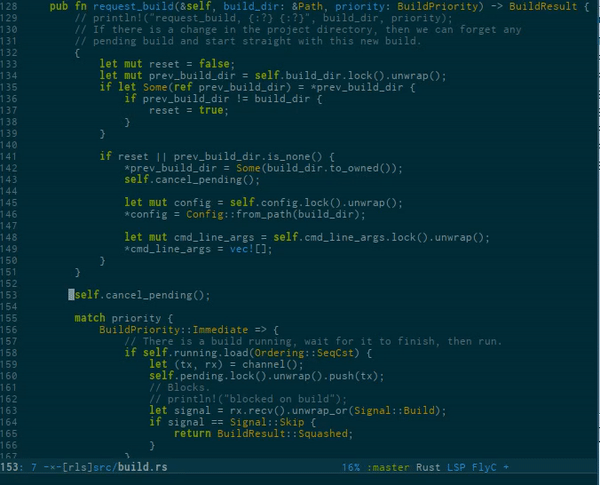 128     pub fn request_build(&self, build_dir: &Path, priority: BuildPriority) -> BuildResult {
129         // println!("request_build, {:?} {:?}", build_dir, priority);
130         // If there is a change in the project directory, then we can forget any
131         // pending build and start straight with this new build.
132         {
133             let mut reset = false;
134             let mut prev_build_dir = self.build_dir.lock().unwrap();
135             if let Some(ref prev_build_dir) = *prev_build_dir {
136                 if prev_build_dir != build_dir {
137                     reset = true;
138                 }
139             }
140
141             if reset || prev_build_dir.is_none() {
142                 *prev_build_dir = Some(build_dir.to_owned());
143                 self.cancel_pending();
144
145                 let mut config = self.config.lock().unwrap();
146                 *config = Config::from_path(build_dir);
147
148                 let mut cmd_line_args = self.cmd_line_args.lock().unwrap();
149                 *cmd_line_args = vec![];
150             }
151         }
152
153         self.cancel_pending();
154
155         match priority {
156             BuildPriority::Immediate => {
157                 // There is a build running, wait for it to finish, then run.
158                 if self.running.load(Ordering::SeqCst) {
159                     let (tx, rx) = channel();
160                     self.pending.lock().unwrap().push(tx);
161                     // Blocks.
162                     // println!("blocked on build");
163                     let signal = rx.recv().unwrap_or(Signal::Build);
164                     if signal == Signal::Skip {
165                         return BuildResult::Squashed;
166                     }
167                 }
153: 7 -×-[rls]src/build.rs 16% :master Rust LSP FlyC +